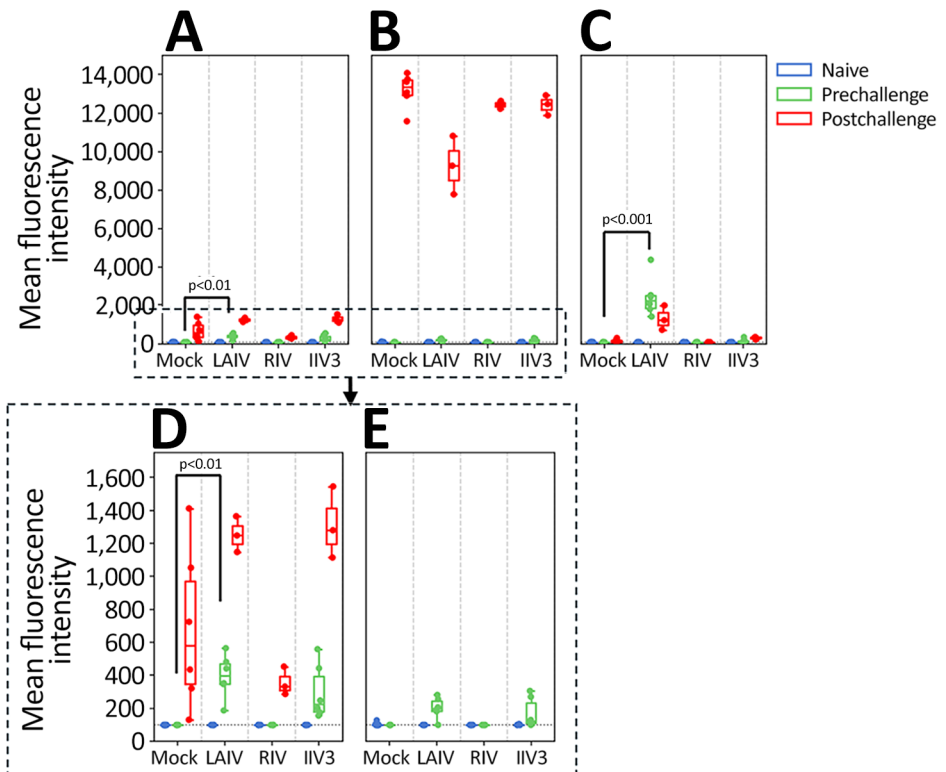 A
B
C
Mean fluorescence
intensity
14,000
12,000
10,000
8,000
6,000
4,000
2,000
0
p<0.01
p<0.001
Mock LAIV RIV IIV3
Mock LAIV RIV IIV3
Mock LAIV RIV IIV3
Naive
Prechallenge
Postchallenge
D
E
Mean fluorescence
intensity
1,600
1,400
1,200
1,000
800
600
400
200
0
p<0.01
Mock LAIV RIV IIV3
Mock LAIV RIV IIV3